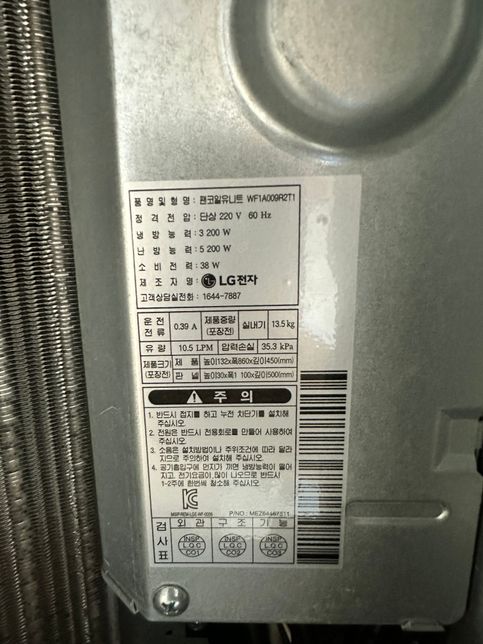 품 명 및 형 명 : 팬코일유니트 WF1A009R2T1
정 격 전 압 : 단상 220 V 60 Hz
냉 방 능 력 : 3 200 W
난 방 능 력 : 5 200 W
소 비 전 력 : 38 W
제 조 자 명 : LG전자
고객상담실전화 : 1644-7887
운 전 전 류 0.39 A 제품중량 (포장전) 실내기 13.5 kg
유 량 10.5 LPM 압력손실 35.3 kPa
제품크기 (포장전) 제 품 높이132x폭860x깊이450(mm)
판 넬 높이30x폭1 100x깊이500(mm)
주 의
1. 반드시 접지를 하고 누전 차단기를 설치해
주십시오.
2. 전원은 반드시 전용회로를 만들어 사용하여
주십시오.
3. 소음은 설치방법이나 주위조건에 따라 달라
지므로 주의하여 설치해 주십시오.
4. 공기흡입구에 먼지가 끼면 냉방능력이 떨어
지고, 전기요금이 많이 나오므로 반드시
1-2주에 한번씩 청소해 주십시오.
P/NO : MEZ64467811
검 사 표 외 관 구 조 기 능
INSP LQC CO1
INSP LQC CO2
INSP LQC CO3